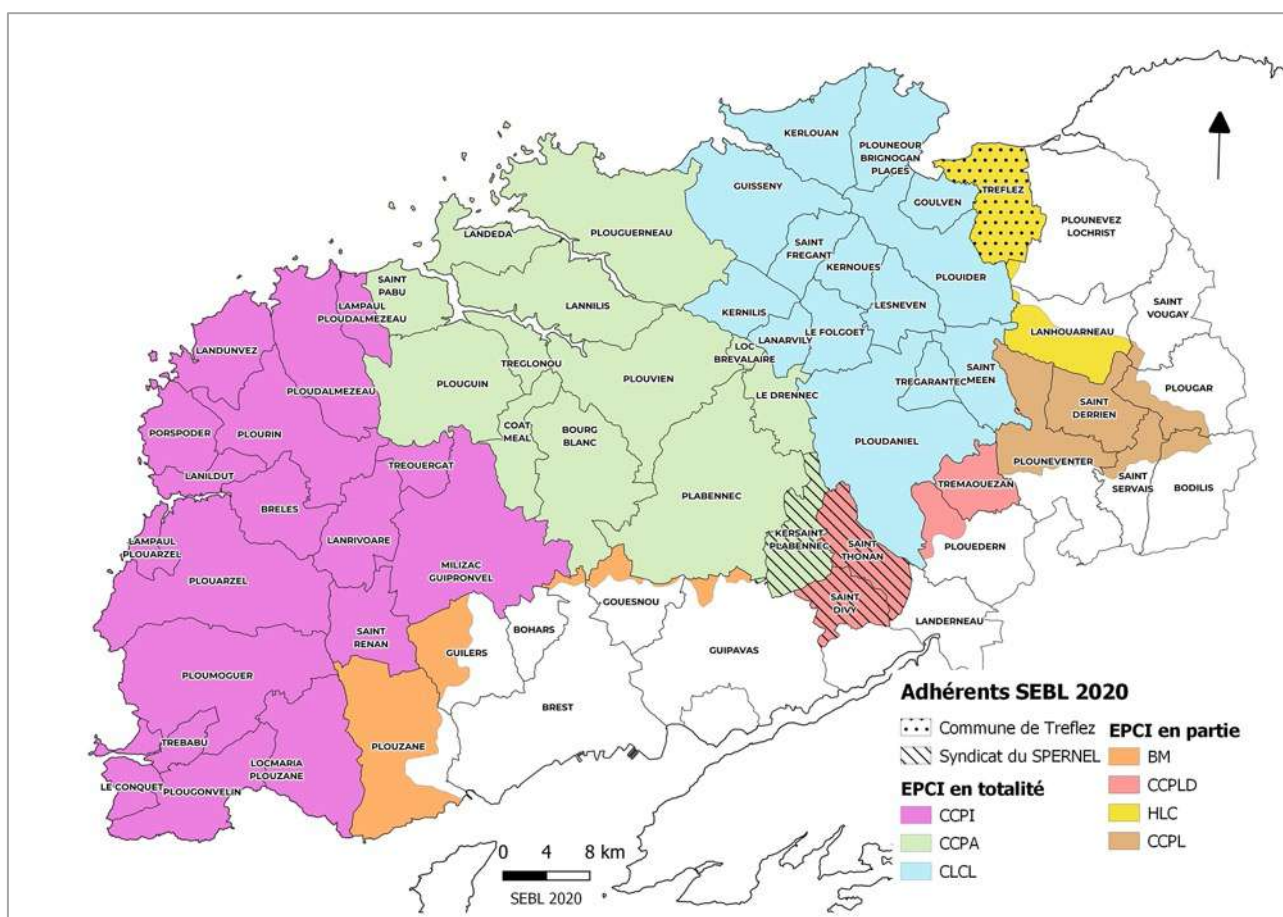 KERLOUAN
PLOUNEOUR
BRIGNOGAN
PLAGES
TREFLEZ
GUISSENY
GOULVEN
PLOUNEVEZ
LOCHRIST
LANDEDA
PLOUGUERNEAU
SAINT
FREGANT
KERNOUES
PLOUIDER
SAINT
PABU
LAMPAUL
PLOUDALMEZEAU
LANNILIS
KERNILIS
LESNEVEN
SAINT
VOUGAY
LANARVILY
LE FOLGOET
LANHOUARNEAU
LANDUNVEZ
LOC
BREVALAIRE
TREGLONOU
PLOUVIEN
PLOUGUIN
PLOUDALMEZEAU
LE DRENNEC
TREGARANTEC
SAINT
MEEN
PLOUGAR
SAINT
DERRIEN
COAT
MEAL
BOURG
BLANC
PORSPODER
PLOURIN
PLOUDANIEL
LANILDUT
TREOUERGAT
PLOUNEVENTER
TREMAOUEZAN
SAINT
SERVAIS
BODILIS
PLABENNEC
BRELES
LANRIVOARE
LAMPAUL
PLOUARZEL
KERSAINT
PLABENNEC
SAINT
THONAN
PLOUEDERN
PLOUARZEL
MILIZAC
GUIPRONVEL
SAINT
DIVY
GOUESNOU
SAINT
RENAN
BOHARS
LANDERNEAU
GUILERS
GUIPAVAS
PLOUMOGUER
BREST
PLOUZANE
TREBABU
LOCMARIA
PLOUZANE
LE CONQUET
PLOUGONVELIN
0 4 8 km
SEBL 2020
Adhérents SEBL 2020
Commune de Treflez
Syndicat du SPERNEL
EPCI en totalité
CCPI
CCPA
CLCL
EPCI en partie
BM
CCPLD
HLC
CCPL